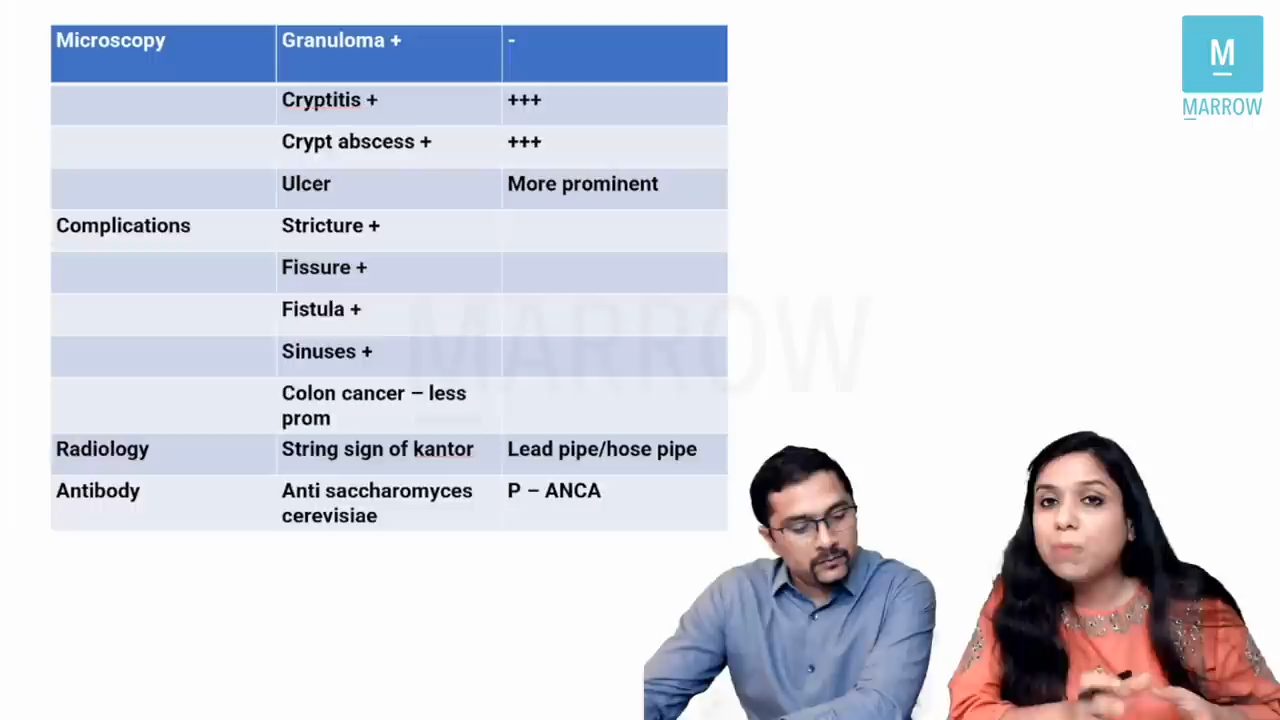 Microscopy Granuloma + -
Cryptitis + +++
Crypt abscess + +++
Ulcer More prominent
Complications Stricture +
Fissure +
Fistula +
Sinuses +
Colon cancer – less
prom
Radiology String sign of kantor Lead pipe/hose pipe
Antibody Anti saccharomyces P – ANCA
cerevisiae
M
MARROW
MARROW